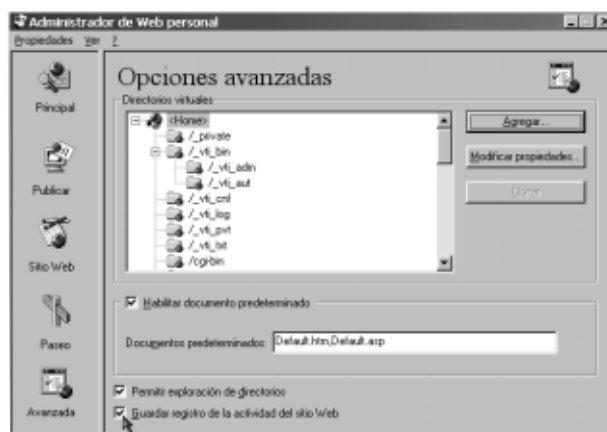 Administrador de Web personal
Propiedades Ver ?
Opciones avanzadas
Principal
Publicar
Sitio Web
Paseo
Avanzada
Directorios virtuales
<Home>
/_private
/_vti_bin
/_vti_adm
/_vti_aut
/_vti_cnf
/_vti_log
/_vti_pvt
/_vti_txt
/cgi-bin
Agregar...
Modificar propiedades...
Quitar
Habilitar documento predeterminado
Documentos predeterminados: Default.htm,Default.asp
Permitir exploración de directorios
Guardar registro de la actividad del sitio Web